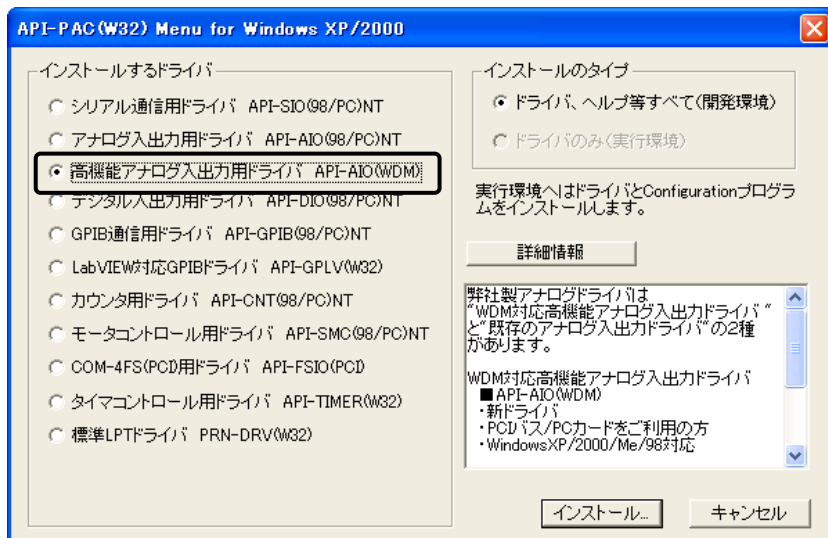 API-PAC(W32) Menu for Windows XP/2000
インストールするドライバ
シリアル通信用ドライバ API-SIO(98/PC)NT
アナログ入出力用ドライバ API-AIO(98/PC)NT
高機能アナログ入出力用ドライバ API-AIO(WDM)
デジタル入出力用ドライバ API-DIO(98/PC)NT
GPIB通信用ドライバ API-GPIB(98/PC)NT
LabVIEW対応GPIBドライバ API-GPLV(W32)
カウンタ用ドライバ API-CNT(98/PC)NT
モータコントロール用ドライバ API-SMC(98/PC)NT
COM-4FS(PCI)用ドライバ API-FSIO(PCI)
タイマコントロール用ドライバ API-TIMER(W32)
標準LPTドライバ PRN-DRV(W32)
インストールのタイプ
ドライバ、ヘルプ等すべて(開発環境)
ドライバのみ(実行環境)
実行環境へはドライバとConfigurationプログラ
ムをインストールします。
詳細情報
弊社製アナログドライバは
"WDM対応高機能アナログ入出力ドライバ"
と"既存のアナログ入出力ドライバ"の2種
があります。
WDM対応高機能アナログ入出力ドライバ
■API-AIO(WDM)
・新ドライバ
・PCIバス/PCカードをご利用の方
・WindowsXP/2000/Me/98対応
インストール...
キャンセル